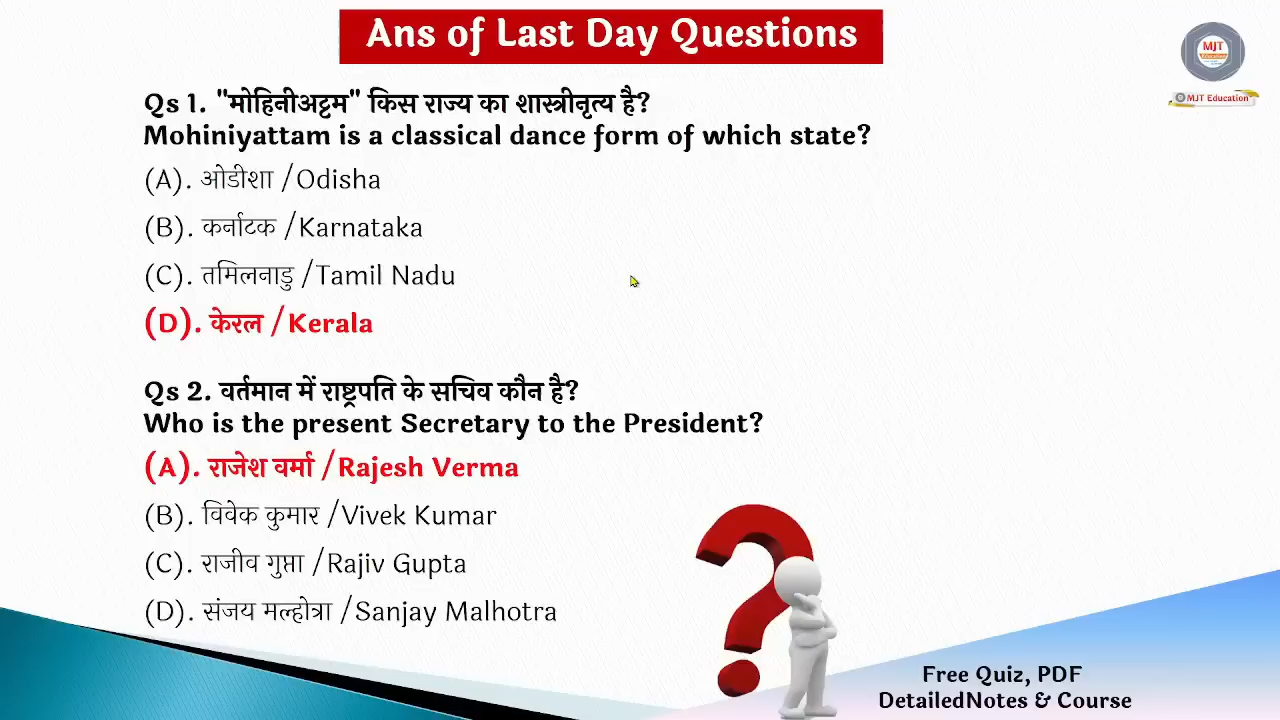 Ans of Last Day Questions
MJT
Education
MJT Education
Qs 1. "मोहिनीअट्टम" किस राज्य का शास्त्रीनृत्य है?
Mohiniyattam is a classical dance form of which state?
(A). ओडीशा /Odisha
(B). कर्नाटक /Karnataka
(C). तमिलनाडु /Tamil Nadu
(D). केरल /Kerala
Qs 2. वर्तमान में राष्ट्रपति के सचिव कौन है?
Who is the present Secretary to the President?
(A). राजेश वर्मा /Rajesh Verma
(B). विवेक कुमार /Vivek Kumar
(C). राजीव गुप्ता /Rajiv Gupta
(D). संजय मल्होत्रा /Sanjay Malhotra
Free Quiz, PDF
DetailedNotes & Course